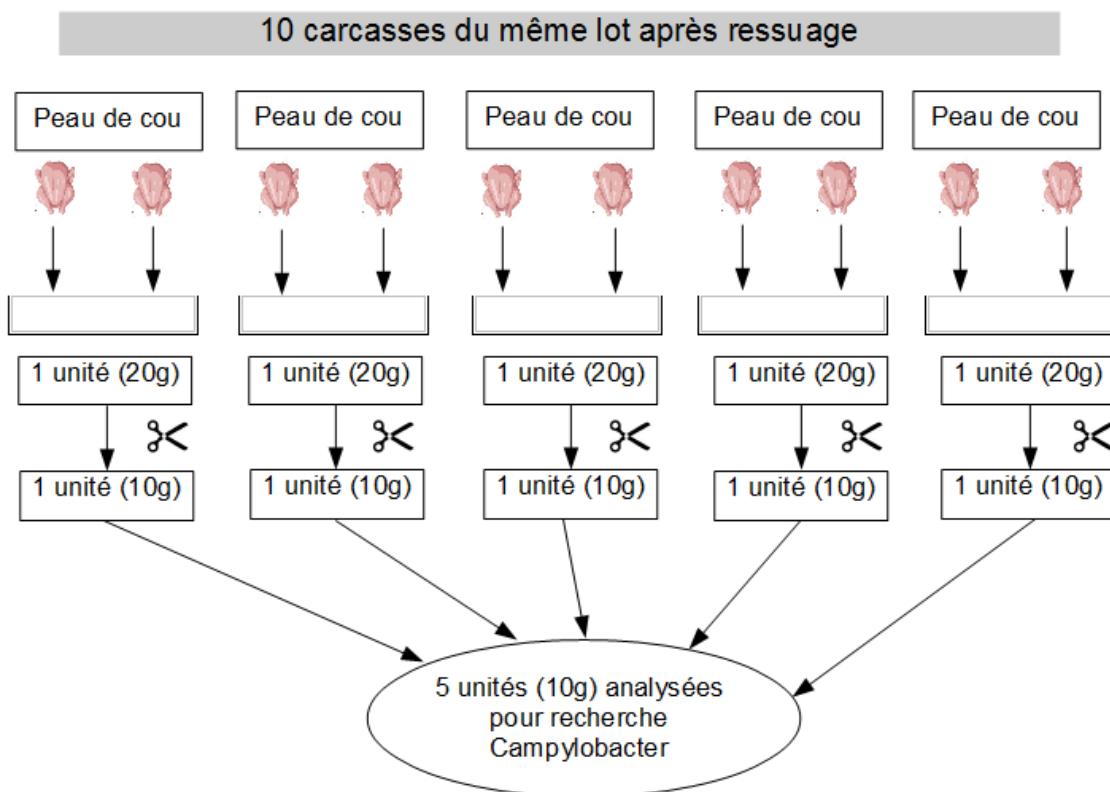 10 carcasses du même lot après ressuage
Peau de cou
Peau de cou
Peau de cou
Peau de cou
Peau de cou
1 unité (20g)
1 unité (20g)
1 unité (20g)
1 unité (20g)
1 unité (20g)
1 unité (10g)
1 unité (10g)
1 unité (10g)
1 unité (10g)
1 unité (10g)
5 unités (10g) analysées
pour recherche
Campylobacter